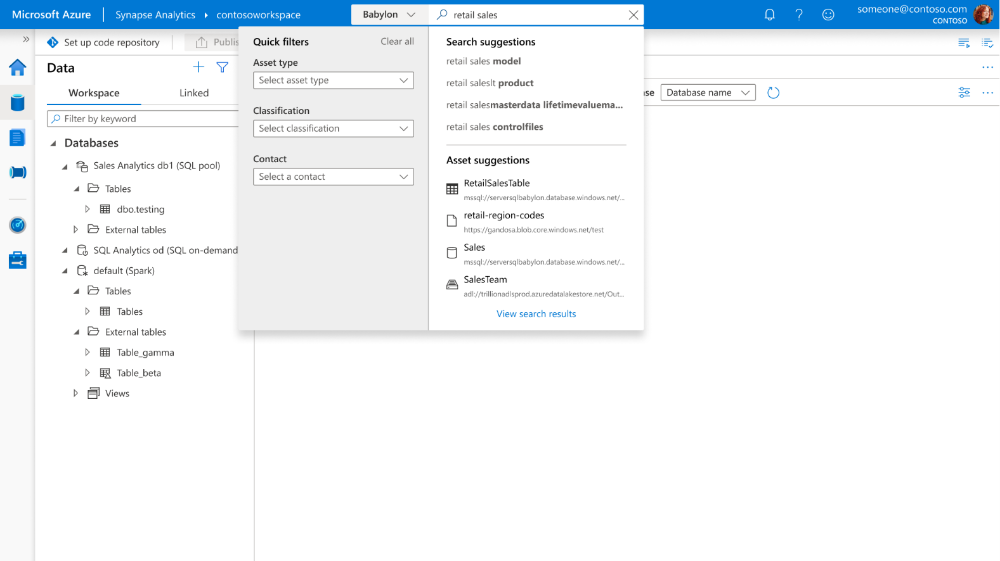 Microsoft Azure
Synapse Analytics
contosoworkspace
Babylon
retail sales
someone@contoso.com
CONTOSO
Set up code repository
Publis
Data
Workspace
Linked
Filter by keyword
Databases
Sales Analytics db1 (SQL pool)
Tables
dbo.testing
External tables
SQL Analytics od (SQL on-demand
default (Spark)
Tables
Tables
External tables
Table_gamma
Table_beta
Views
Quick filters
Clear all
Asset type
Select asset type
Classification
Select classification
Contact
Select a contact
Search suggestions
retail sales model
retail saleslt product
retail salesmasterdata lifetimevaluema...
retail sales controlfiles
Asset suggestions
RetailSalesTable
mssql://serversqlbabylon.database.windows.net/...
retail-region-codes
https://gandosa.blob.core.windows.net/test
Sales
mssql://serversqlbabylon.database.windows.net/...
SalesTeam
adl://trillionadlsprod.azuredatalakestore.net/Out...
View search results
se
Database name